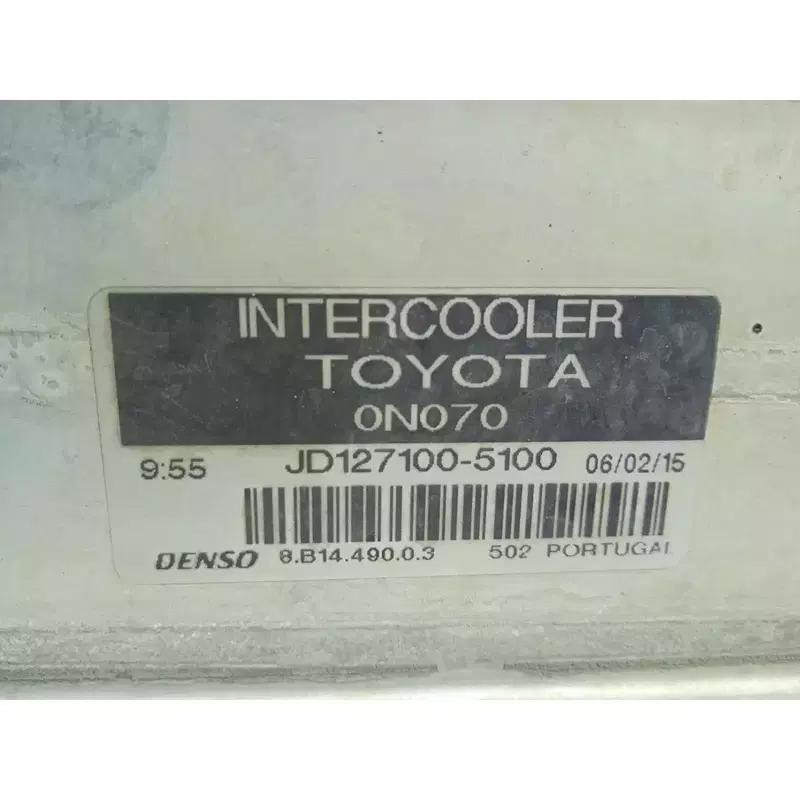 INTERCOOLER
TOYOTA
0N070
9:55 JD127100-5100 06/02/15
DENSO 8.B14.490.0.3 502 PORTUGAL